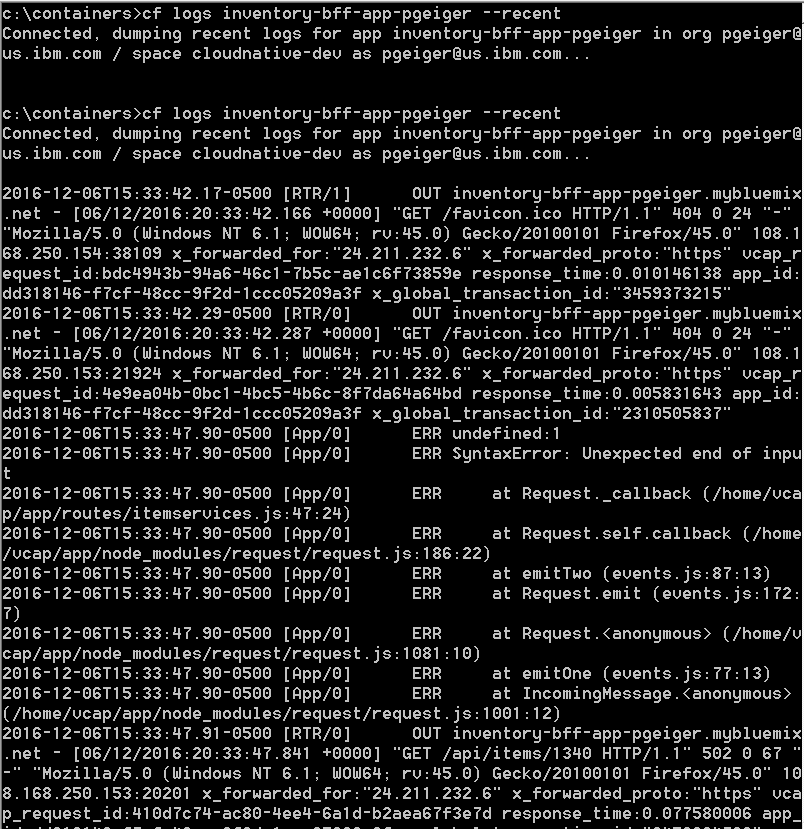 c:\containers>cf logs inventory-bff-app-pgeiger --recent
Connected, dumping recent logs for app inventory-bff-app-pgeiger in org pgeiger@
us.ibm.com / space cloudnative-dev as pgeiger@us.ibm.com...
c:\containers>cf logs inventory-bff-app-pgeiger --recent
Connected, dumping recent logs for app inventory-bff-app-pgeiger in org pgeiger@
us.ibm.com / space cloudnative-dev as pgeiger@us.ibm.com...
2016-12-06T15:33:42.17-0500 [RTR/1]      OUT inventory-bff-app-pgeiger.mybluemix
.net - [06/12/2016:20:33:42.166 +0000] "GET /favicon.ico HTTP/1.1" 404 0 24 "-"
"Mozilla/5.0 (Windows NT 6.1; WOW64; rv:45.0) Gecko/20100101 Firefox/45.0" 108.1
68.250.154:38109 x_forwarded_for:"24.211.232.6" x_forwarded_proto:"https" vcap_r
equest_id:bdc4943b-94a6-46c1-7b5c-ae1c6f73859e response_time:0.010146138 app_id:
dd318146-f7cf-48cc-9f2d-1ccc05209a3f x_global_transaction_id:"3459373215"
2016-12-06T15:33:42.29-0500 [RTR/0]      OUT inventory-bff-app-pgeiger.mybluemix
.net - [06/12/2016:20:33:42.287 +0000] "GET /favicon.ico HTTP/1.1" 404 0 24 "-"
"Mozilla/5.0 (Windows NT 6.1; WOW64; rv:45.0) Gecko/20100101 Firefox/45.0" 108.1
68.250.153:21924 x_forwarded_for:"24.211.232.6" x_forwarded_proto:"https" vcap_r
equest_id:4e9ea04b-0bc1-4bc5-4b6c-8f7da64a64bd response_time:0.005831643 app_id:
dd318146-f7cf-48cc-9f2d-1ccc05209a3f x_global_transaction_id:"2310505837"
2016-12-06T15:33:47.90-0500 [App/0]      ERR undefined:1
2016-12-06T15:33:47.90-0500 [App/0]      ERR SyntaxError: Unexpected end of inpu
t
2016-12-06T15:33:47.90-0500 [App/0]      ERR     at Request._callback (/home/vca
p/app/routes/itemservices.js:47:24)
2016-12-06T15:33:47.90-0500 [App/0]      ERR     at Request.self.callback (/home
/vcap/app/node_modules/request/request.js:186:22)
2016-12-06T15:33:47.90-0500 [App/0]      ERR     at emitTwo (events.js:87:13)
2016-12-06T15:33:47.90-0500 [App/0]      ERR     at Request.emit (events.js:172:
7)
2016-12-06T15:33:47.90-0500 [App/0]      ERR     at Request.<anonymous> (/home/v
cap/app/node_modules/request/request.js:1081:10)
2016-12-06T15:33:47.90-0500 [App/0]      ERR     at emitOne (events.js:77:13)
2016-12-06T15:33:47.90-0500 [App/0]      ERR     at IncomingMessage.<anonymous>
(/home/vcap/app/node_modules/request/request.js:1001:12)
2016-12-06T15:33:47.91-0500 [RTR/0]      OUT inventory-bff-app-pgeiger.mybluemix
.net - [06/12/2016:20:33:47.841 +0000] "GET /api/items/1340 HTTP/1.1" 502 0 67 "
-" "Mozilla/5.0 (Windows NT 6.1; WOW64; rv:45.0) Gecko/20100101 Firefox/45.0" 10
8.168.250.153:20201 x_forwarded_for:"24.211.232.6" x_forwarded_proto:"https" vca
p_request_id:410d7c74-ac80-4ee4-6a1d-b2aea67f3e7d response_time:0.077580006 app_